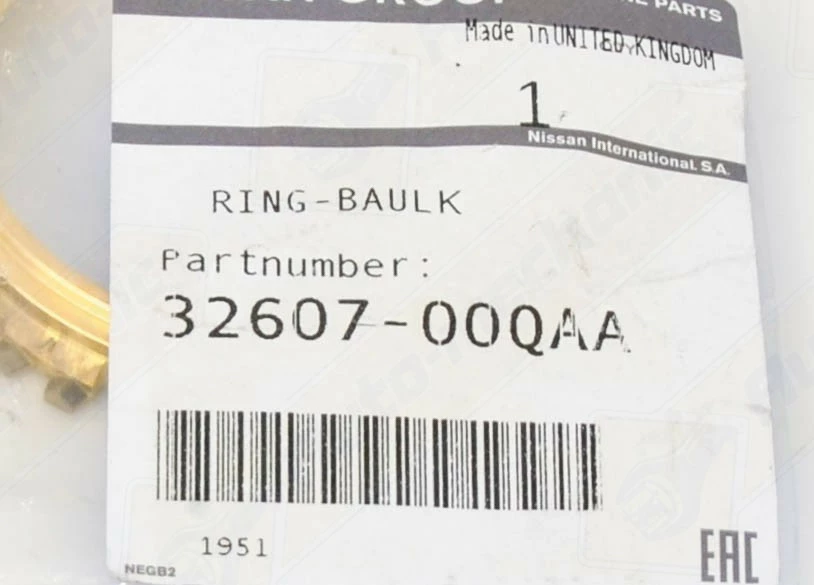 PARTS
Made in UNITED KINGDOM
1
Nissan International. S.A.
RING-BAULK
Partnumber:
32607-00QAA
1951
NEGB2
EAC